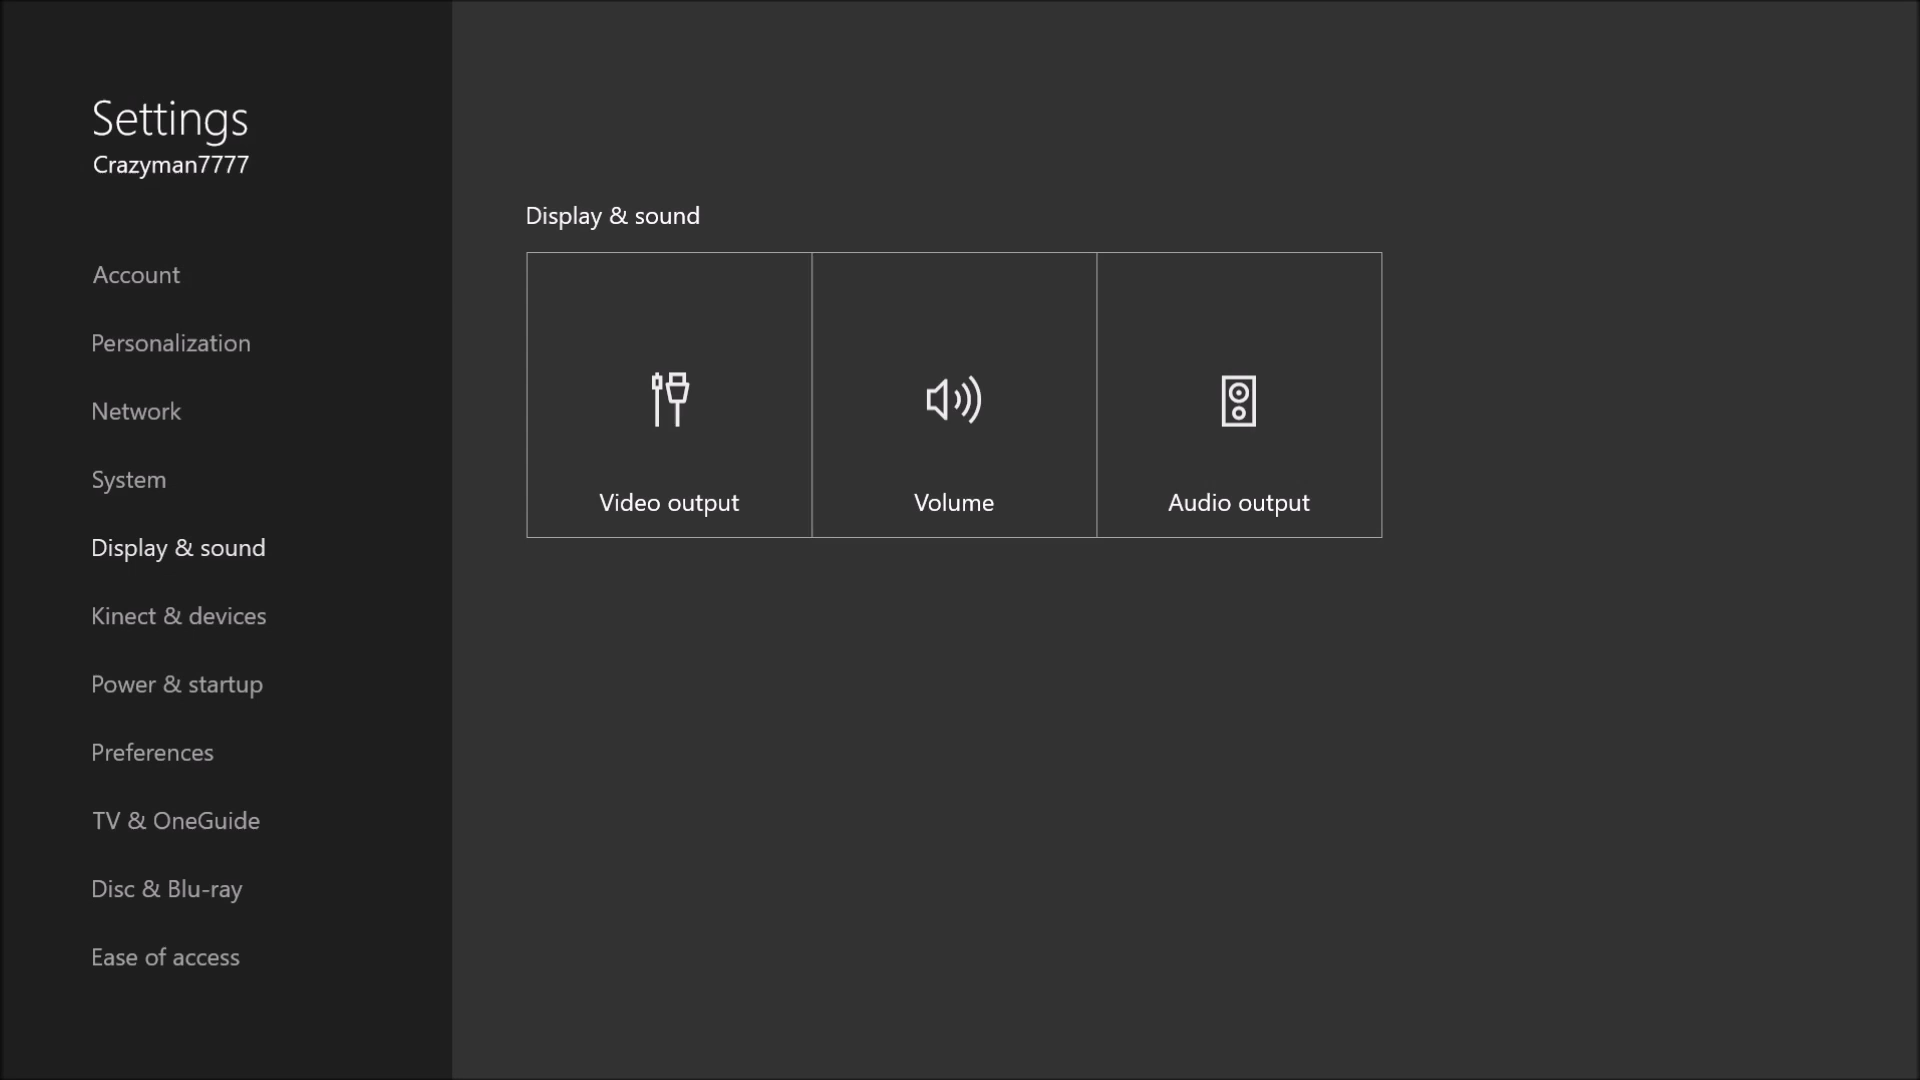 Settings
Crazyman7777
Account
Personalization
Network
System
Display & sound
Kinect & devices
Power & startup
Preferences
TV & OneGuide
Disc & Blu-ray
Ease of access
Display & sound
Video output
Volume
Audio output